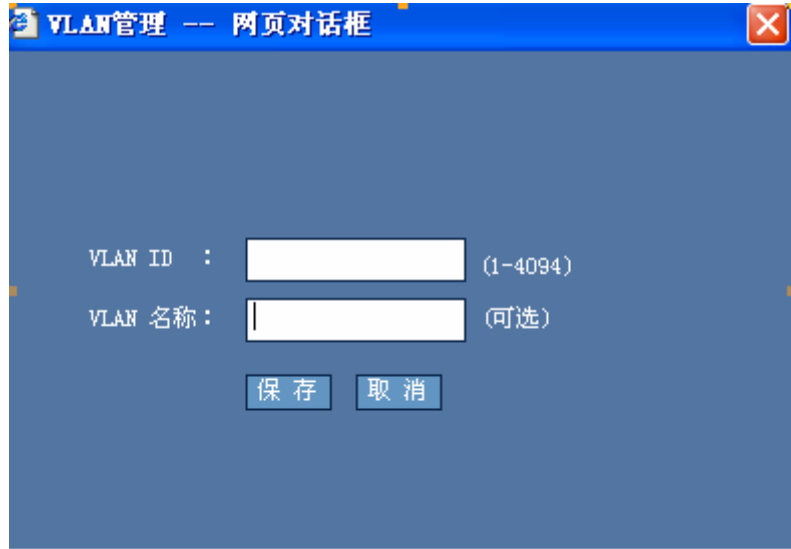 VLAN管理 -- 网页对话框
VLAN ID : (1-4094)
VLAN 名称: (可选)
保 存 取 消